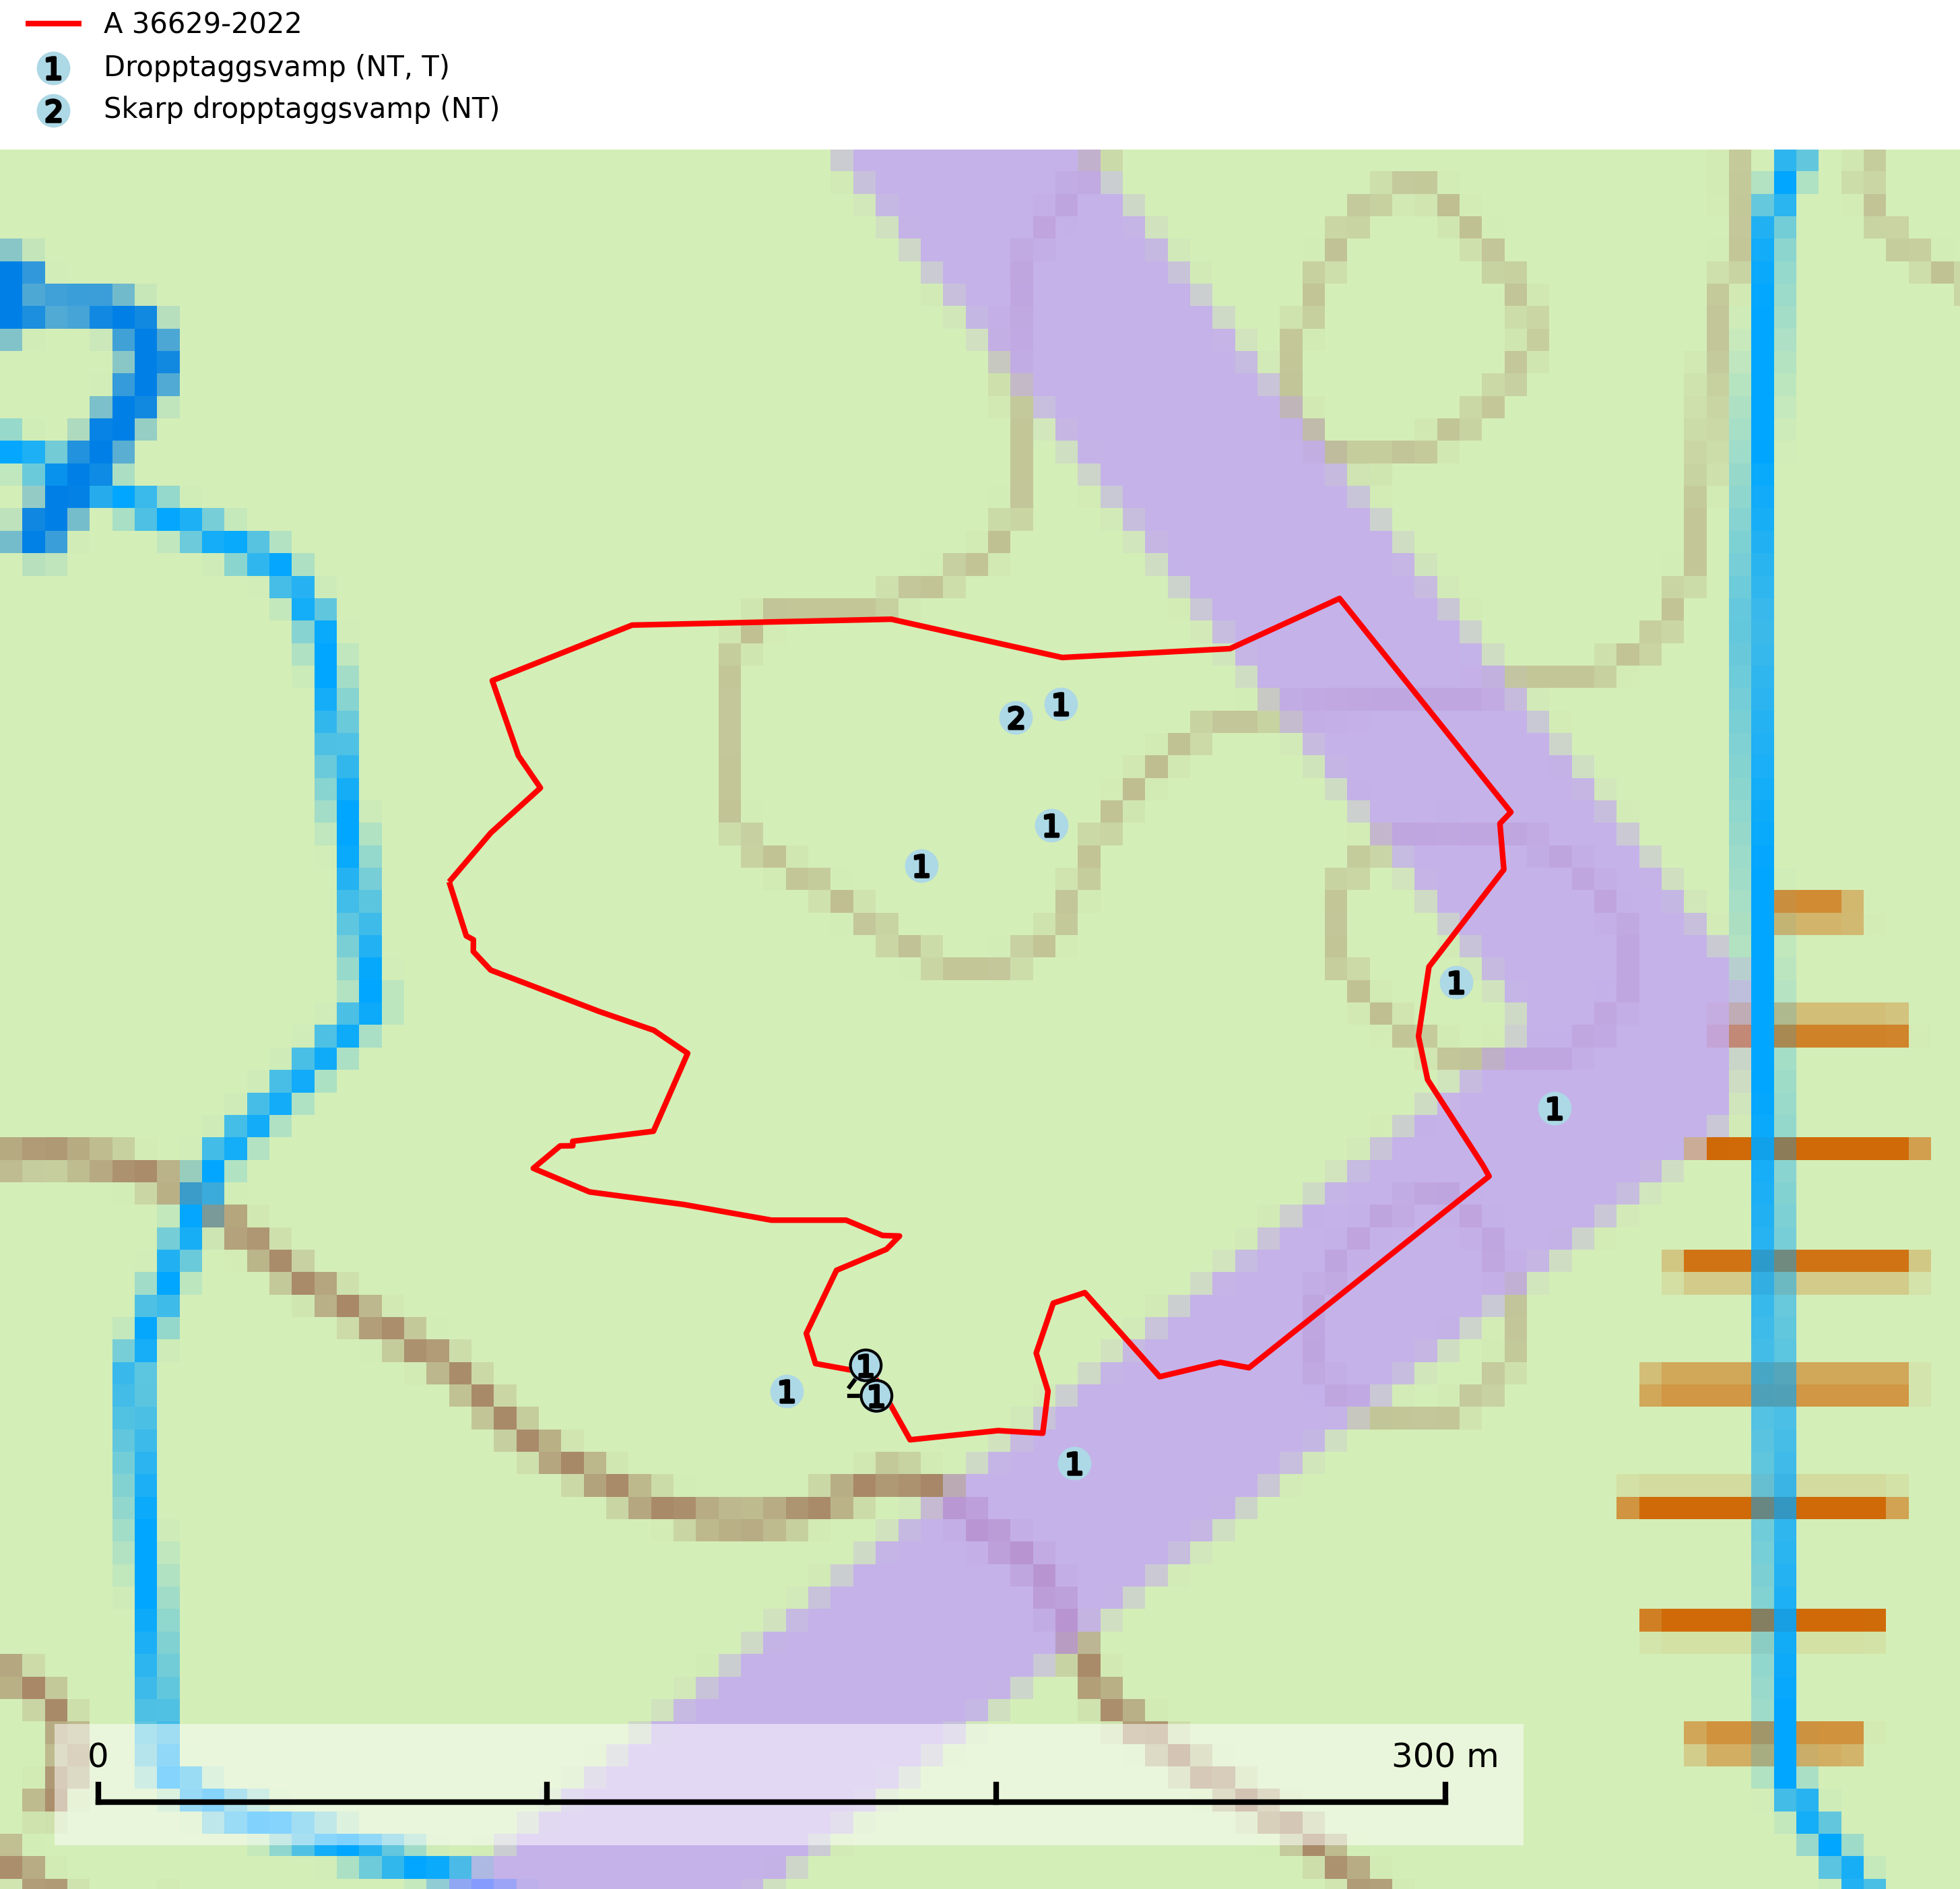 A 36629-2022
1 Dropptaggsvamp (NT, T)
2 Skarp dropptaggsvamp (NT)
2 1
1
1
1
1
1
1 1
1
0 300 m